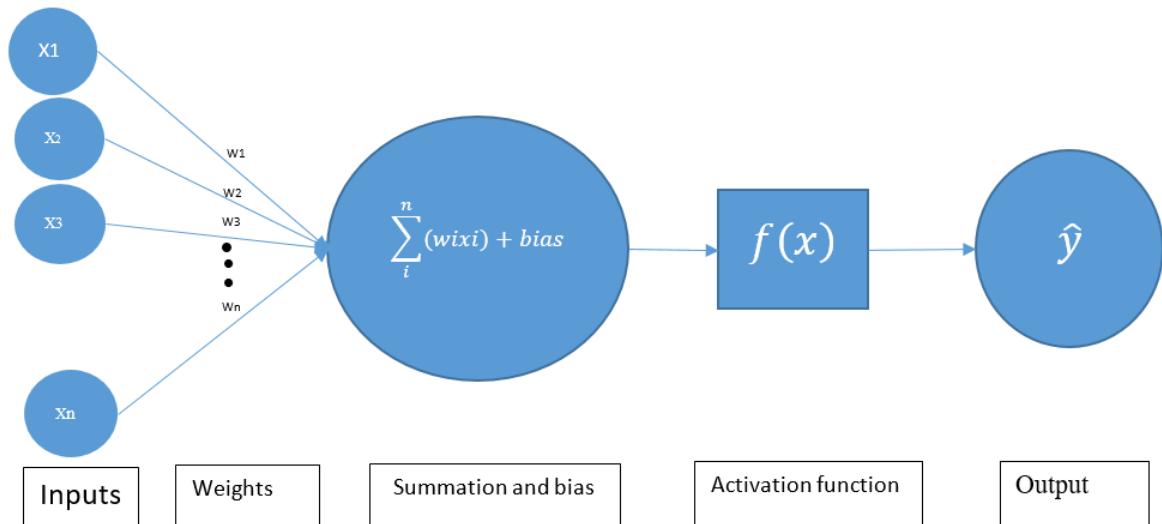 X1
X2
X3
Xn
W1
W2
W3
Wn
n
∑(wixi) + bias
i
f(x)
ŷ
Inputs
Weights
Summation and bias
Activation function
Output